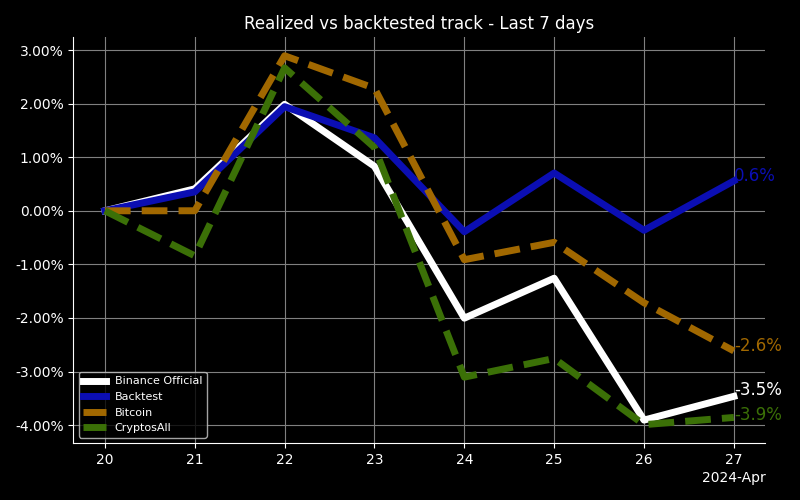 Realized vs backtested track - Last 7 days
3.00%
2.00%
1.00%
0.00%
-1.00%
-2.00%
-3.00%
-4.00%
0.6%
-2.6%
-3.5%
-3.9%
Binance Official
Backtest
Bitcoin
CryptosAll
20 21 22 23 24 25 26 27
2024-Apr